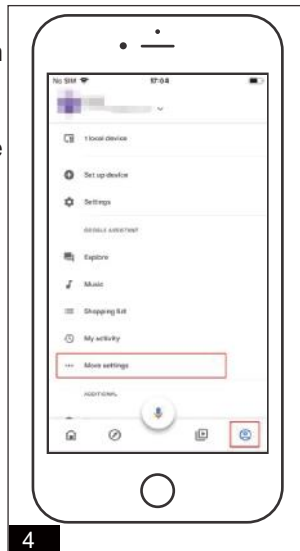 No SIM 17:04
1 local device
Set up device
Settings
GOOGLE ASSISTANT
Explore
Music
Shopping list
My activity
More settings
ADDITIONAL
4